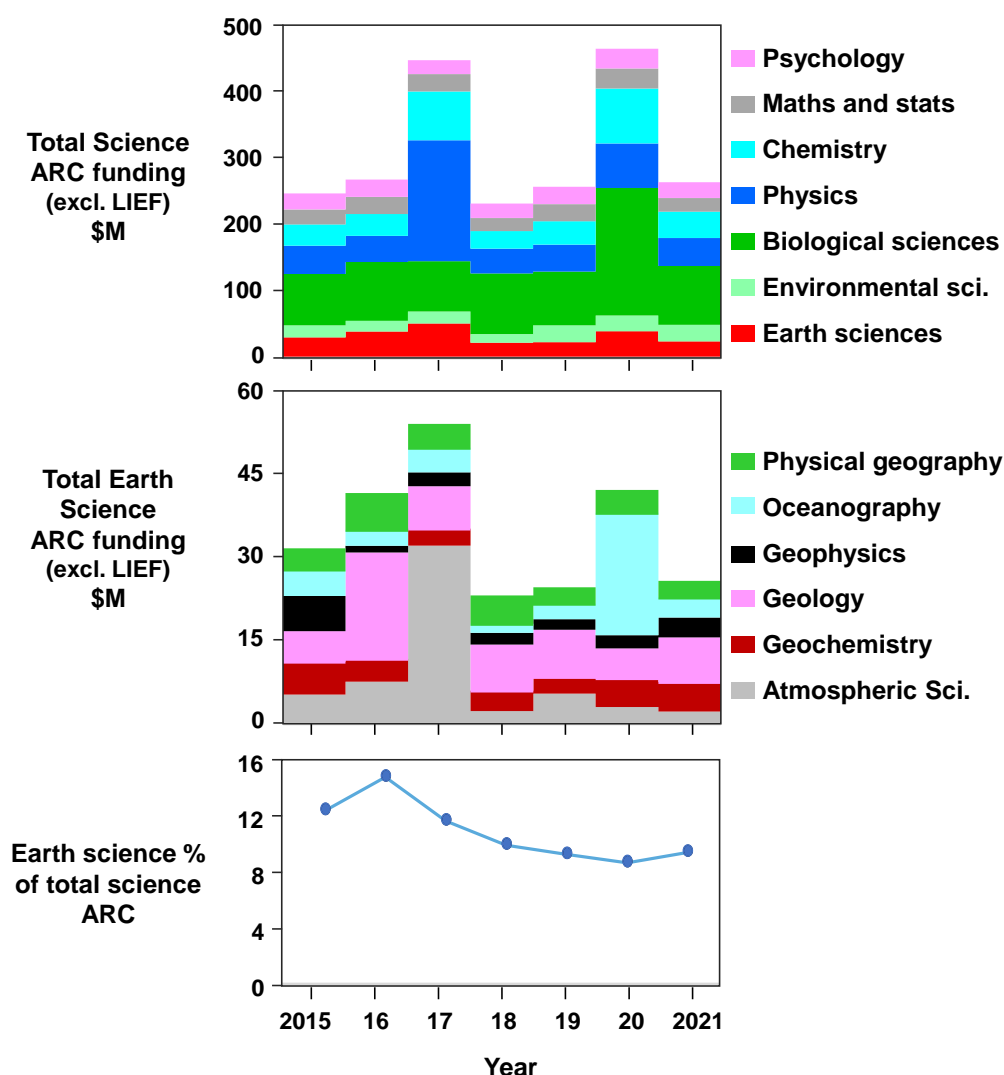 500
400
300
200
100
0
Total Science
ARC funding
(excl. LIEF)
$M
Psychology
Maths and stats
Chemistry
Physics
Biological sciences
Environmental sci.
Earth sciences
60
45
30
15
0
Total Earth
Science
ARC funding
(excl. LIEF)
$M
Physical geography
Oceanography
Geophysics
Geology
Geochemistry
Atmospheric Sci.
16
12
8
4
0
Earth science %
of total science
ARC
2015 16 17 18 19 20 2021
Year